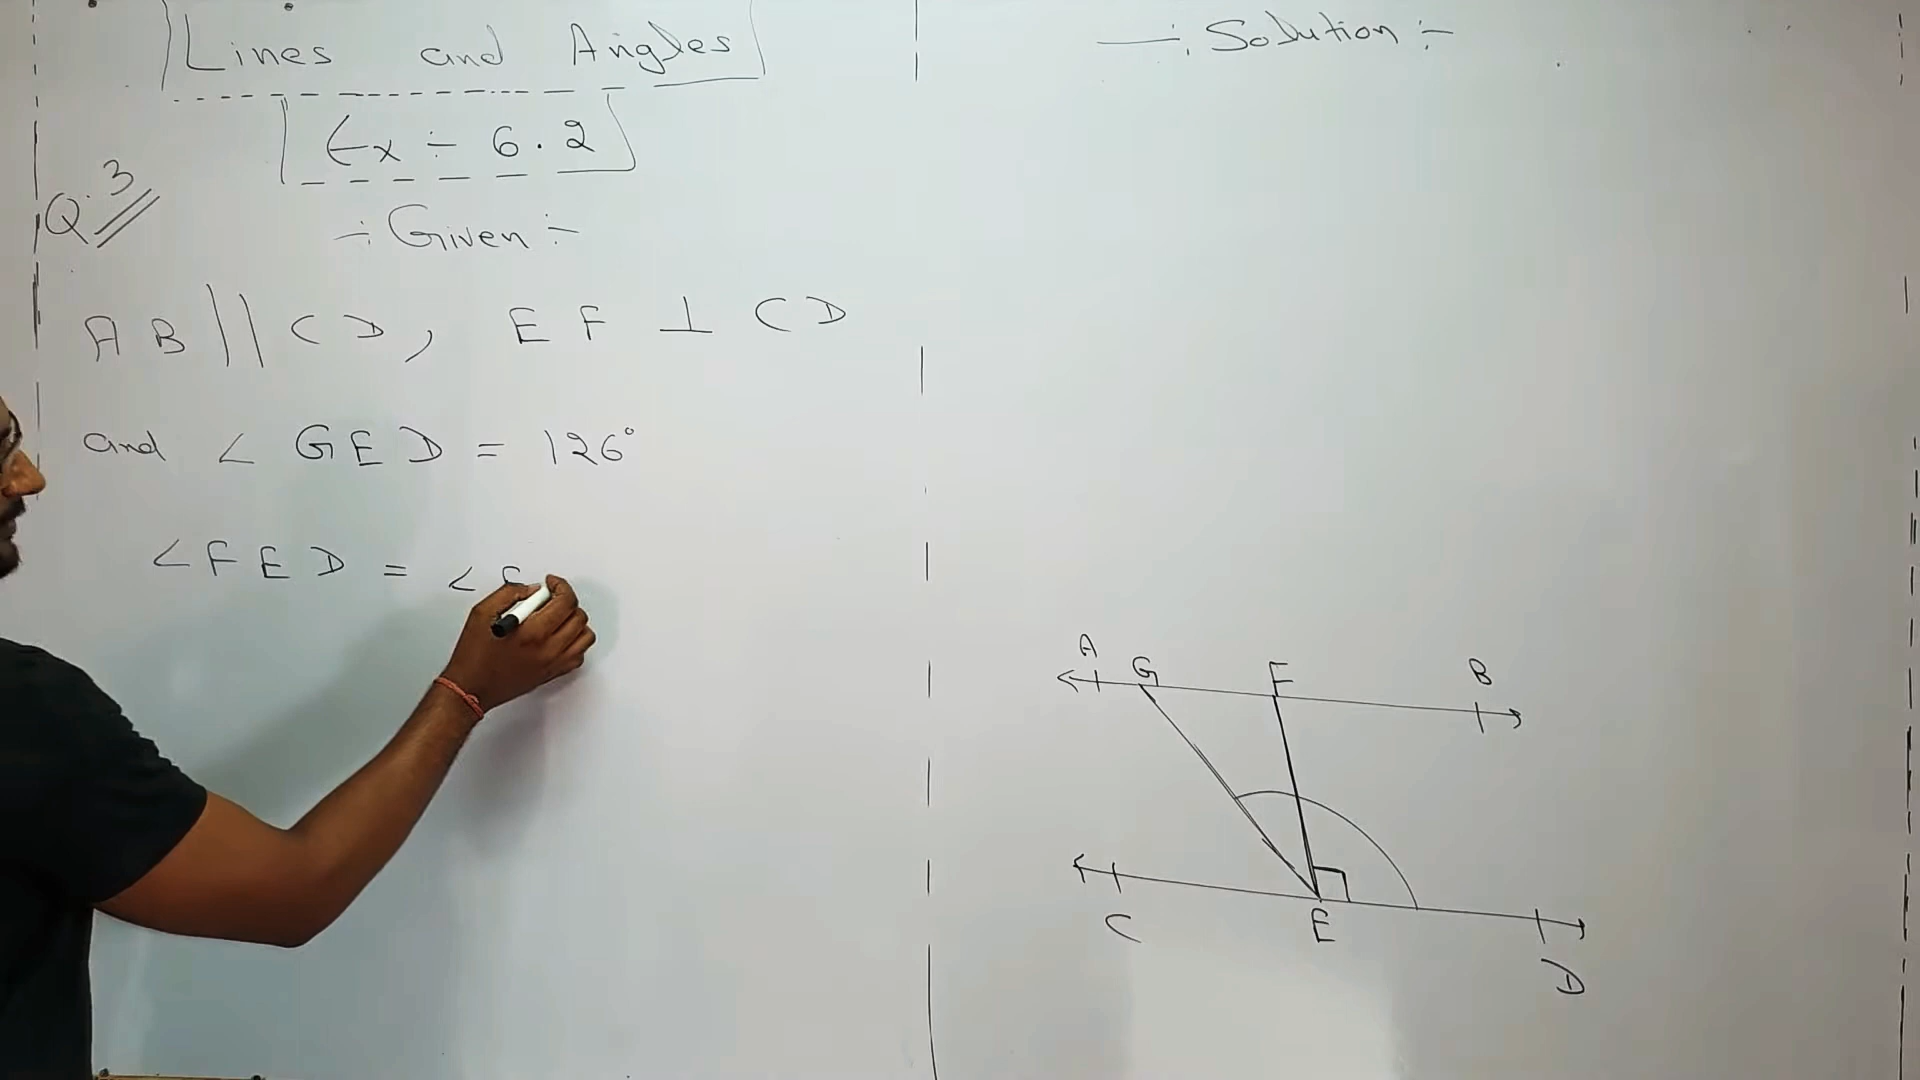 Lines and Angles
Ex ÷ 6.2
Q.3
-: Given :-
AB || CD, EF ⊥ CD
and ∠ GED = 126°
∠FED = ∠
-: Solution :-
A G F B
C E D